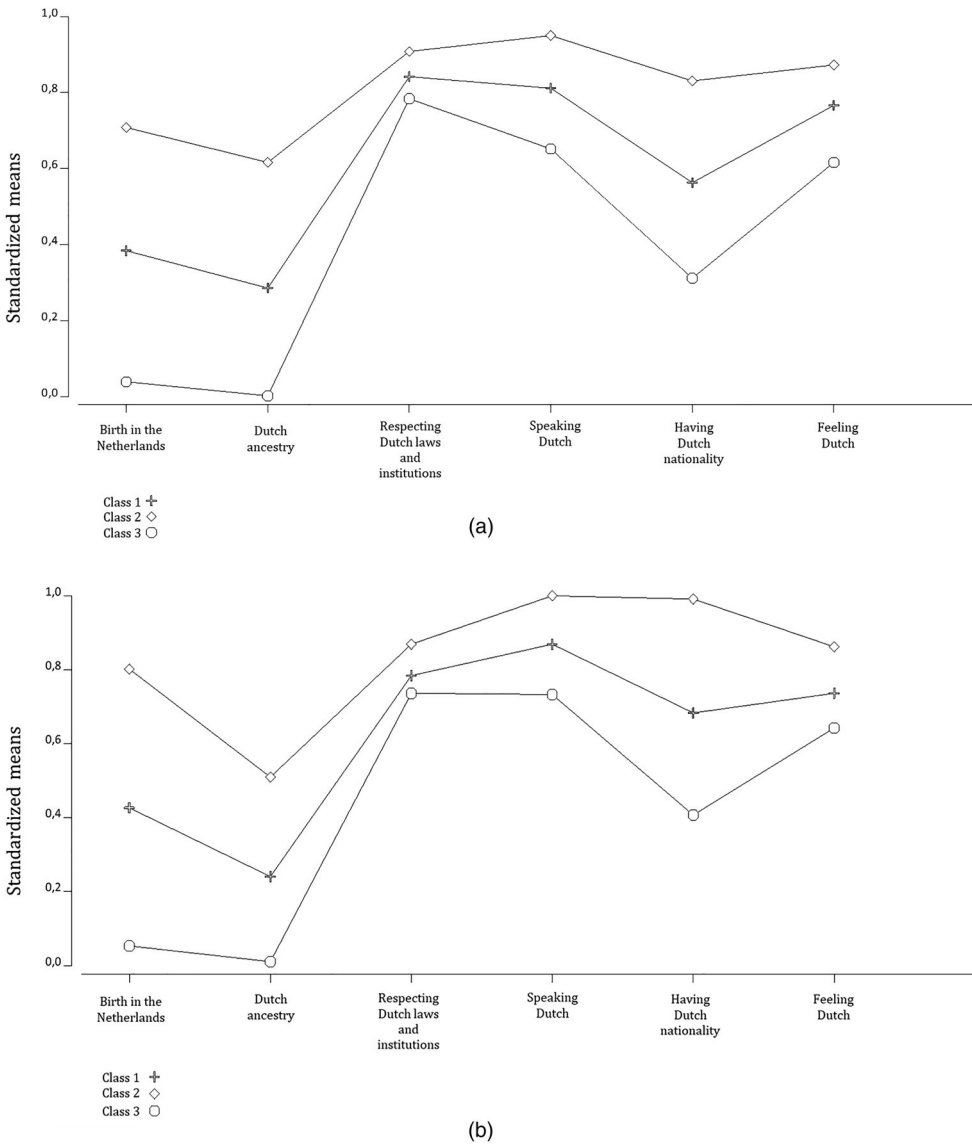 1,0
0,8
0,6
0,4
0,2
0,0
Standardized means
Birth in the
Netherlands
Dutch
ancestry
Respecting
Dutch laws
and
institutions
Speaking
Dutch
Having
Dutch
nationality
Feeling
Dutch
Class 1
Class 2
Class 3
(a)
1,0
0,8
0,6
0,4
0,2
0,0
Standardized means
Birth in the
Netherlands
Dutch
ancestry
Respecting
Dutch laws
and
institutions
Speaking
Dutch
Having
Dutch
nationality
Feeling
Dutch
Class 1
Class 2
Class 3
(b)